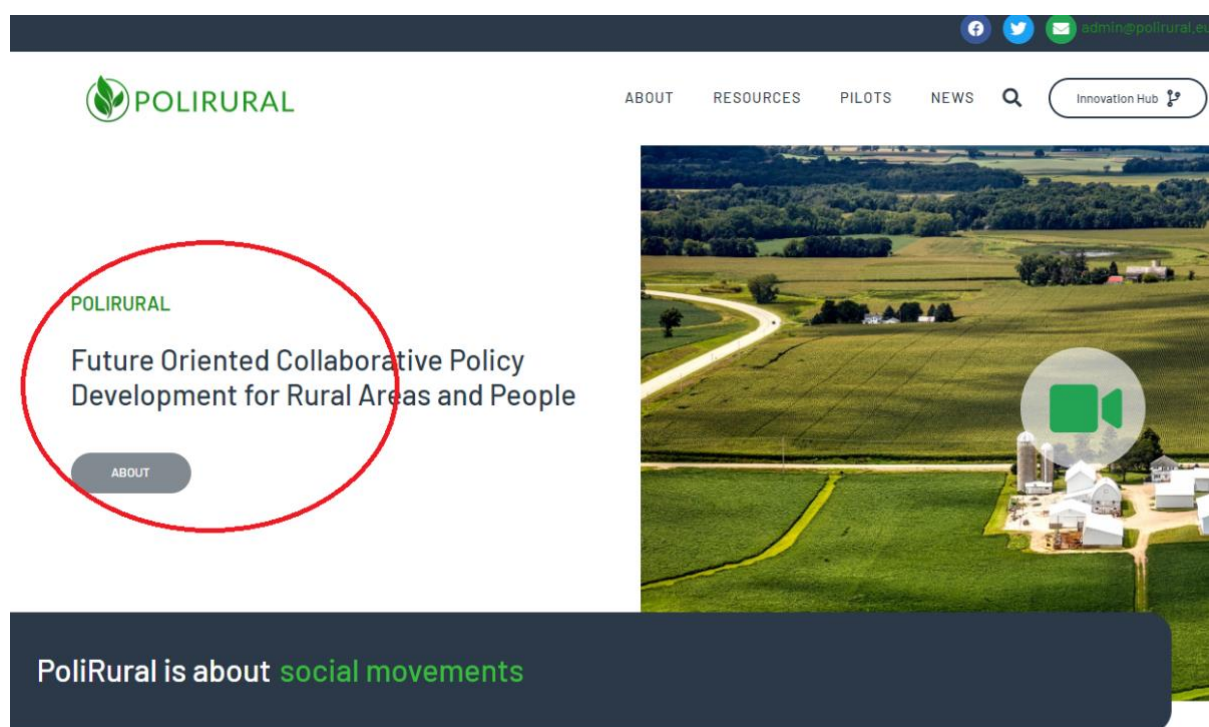 admin@polirural.eu
POLIRURAL
ABOUT RESOURCES PILOTS NEWS Innovation Hub
POLIRURAL
Future Oriented Collaborative Policy
Development for Rural Areas and People
ABOUT
PoliRural is about social movements